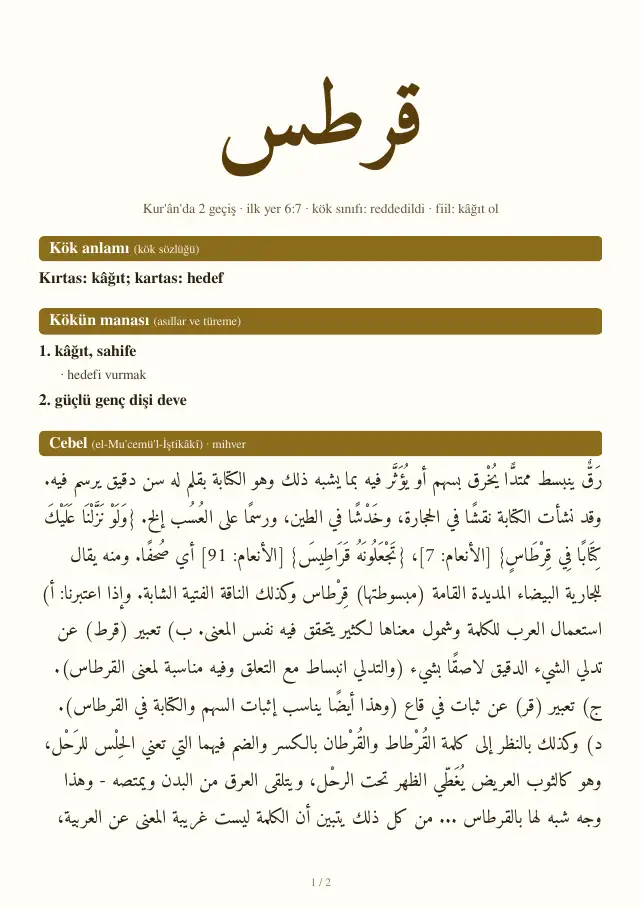 قرطس
Kur'ân'da 2 geçiş · ilk yer 6:7 · kök sınıfı: reddedildi · fiil: kâğıt ol
Kök anlamı (kök sözlüğü)
Kırtas: kâğıt; kartas: hedef
Kökün manası (asıllar ve türeme)
1. kâğıt, sahife
· hedefi vurmak
2. güçlü genç dişi deve
Cebel (el-Mu'cemü'l-İştikâkî) · mihver
رَقٌّ ينبسط ممتدًّا يُخْرق بسهم أو يُؤَثَّر فيه بما يشبه ذلك وهو الكتابة بقلم له سن دقيق يرسم فيه.
وقد نشأت الكتابة نقشًا في الحجارة، وخَدْشًا في الطين، ورسمًا على العُسُب إلخ. {وَلَوْ نَزَّلْنَا عَلَيْكَ
كِتَابًا فِي قِرْطَاسٍ} [الأنعام: 7]، {تَجْعَلُونَهُ قَرَاطِيسَ} [الأنعام: 91] أي صُحفًا. ومنه يقال
للجارية البيضاء المديدة القامة (مبسوطتها) قِرْطاس وكذلك الناقة الفتية الشابة. وإذا اعتبرنا: أ)
استعمال العرب للكلمة وشمول معناها لكثير يتحقق فيه نفس المعنى. ب) تعبير (قرط) عن
تدلي الشيء الدقيق لاصقًا بشيء (والتدلي انبساط مع التعلق وفيه مناسبة لمعنى القرطاس).
ج) تعبير (قر) عن ثبات في قاع (وهذا أيضًا يناسب إثبات السهم والكتابة في القرطاس).
د) وكذلك بالنظر إلى كلمة القُرْطاط والقُرْطان بالكسر والضم فيهما التي تعني الحِلْس للرَحْل،
وهو كالثوب العريض يُغَطِّي الظهر تحت الرحْل، ويتلقى العرق من البدن ويمتصه - وهذا
وجه شبه لها بالقرطاس ... من كل ذلك يتبين أن الكلمة ليست غريبة المعنى عن العربية،
1 / 2